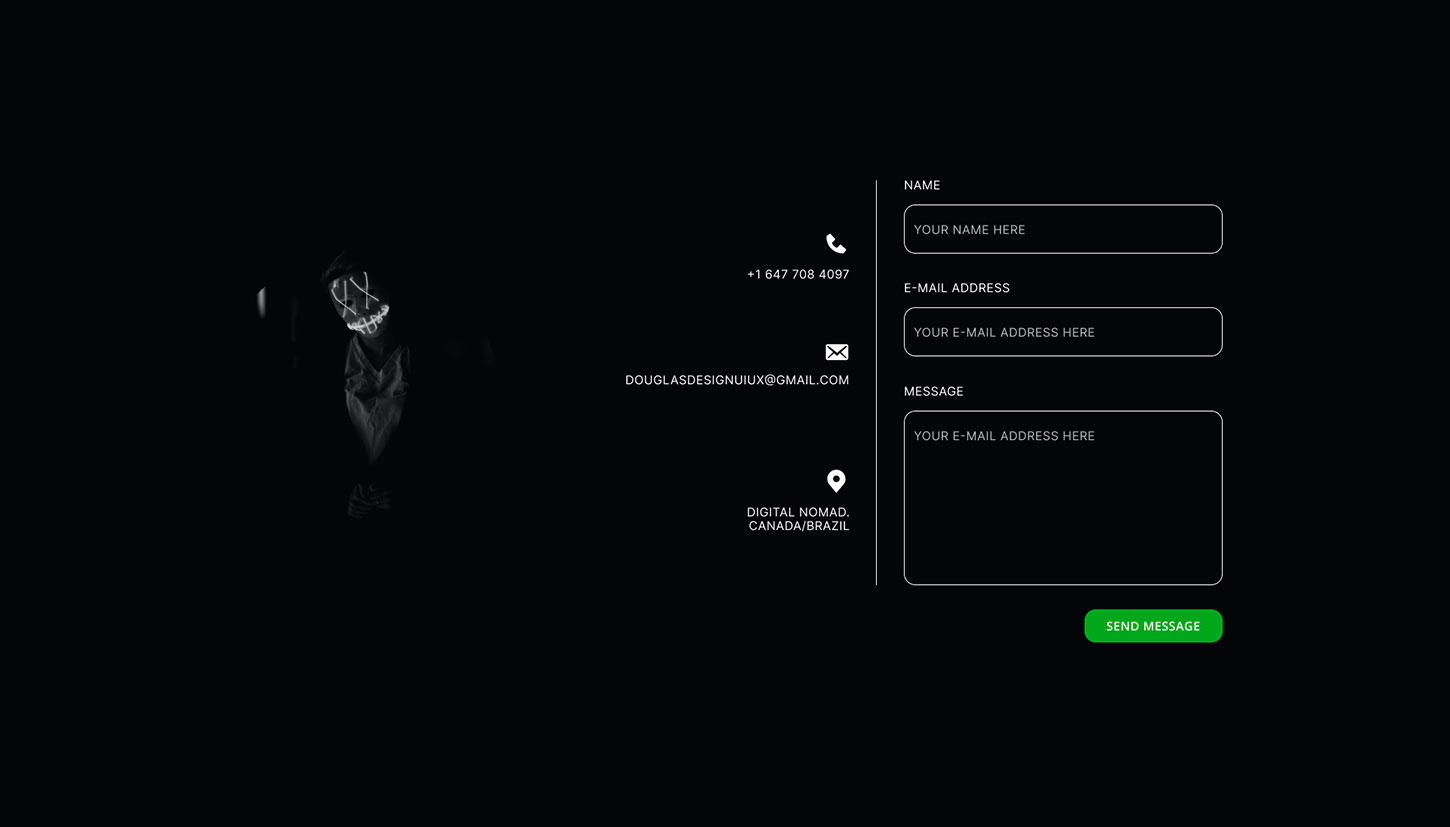 +1 647 708 4097
DOUGLASDESIGNUIUX@GMAIL.COM
DIGITAL NOMAD.
CANADA/BRAZIL
NAME
YOUR NAME HERE
E-MAIL ADDRESS
YOUR E-MAIL ADDRESS HERE
MESSAGE
YOUR E-MAIL ADDRESS HERE
SEND MESSAGE